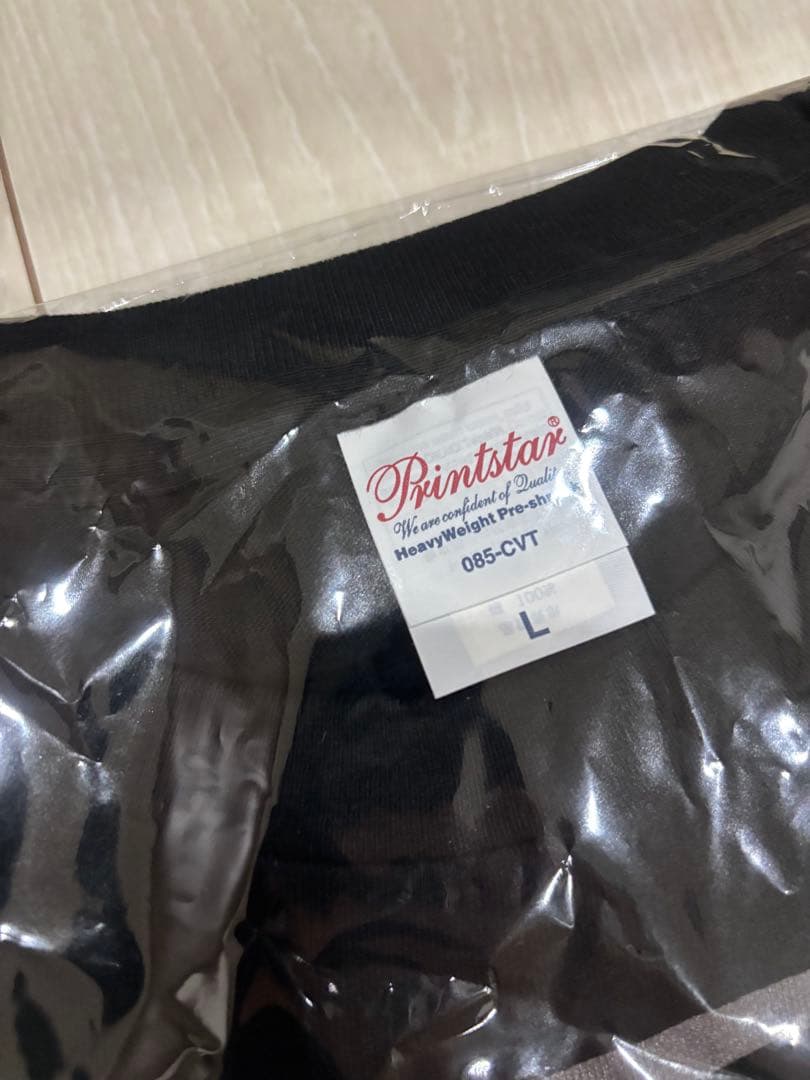 Printstar®
We are confident of
HeavyWeight
085-CVT
L